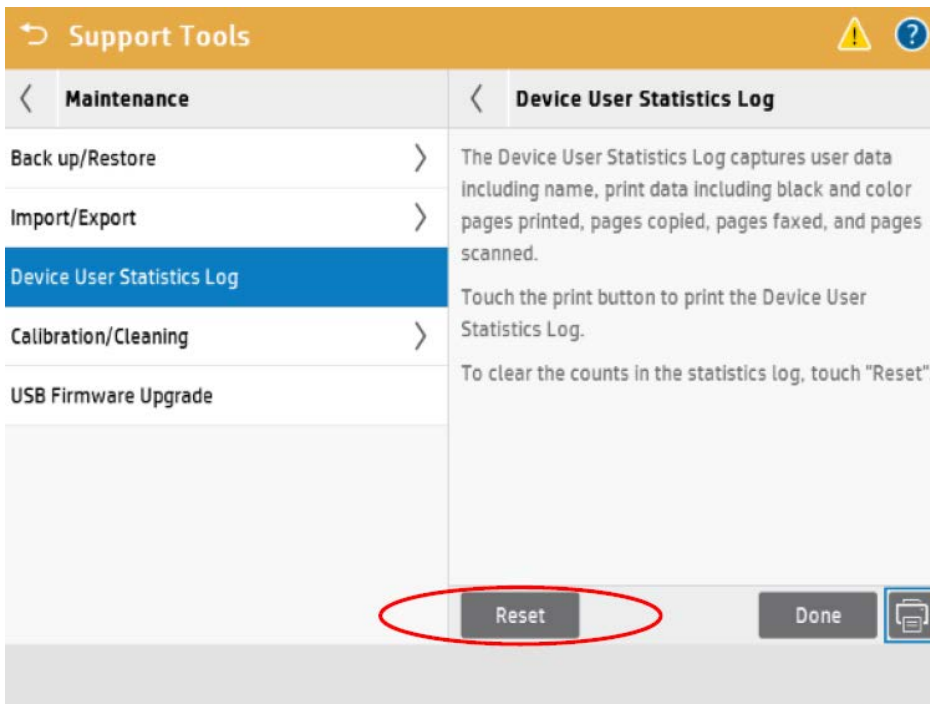 Support Tools
?
Maintenance
Back up/Restore
Import/Export
Device User Statistics Log
Calibration/Cleaning
USB Firmware Upgrade
Device User Statistics Log
The Device User Statistics Log captures user data
including name, print data including black and color
pages printed, pages copied, pages faxed, and pages
scanned.
Touch the print button to print the Device User
Statistics Log.
To clear the counts in the statistics log, touch "Reset".
Reset
Done